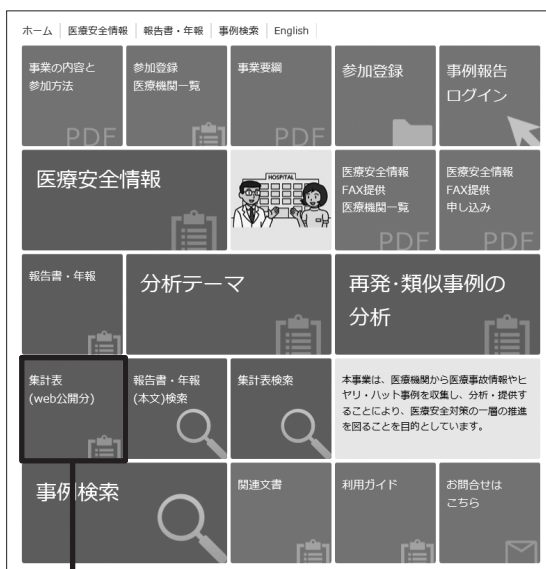 ホーム 医療安全情報 報告書・年報 事例検索 English
事業の内容と
参加方法
PDF
参加登録
医療機関一覧
事業要綱
PDF
参加登録
事例報告
ログイン
医療安全情報
HOSPITAL
医療安全情報
FAX提供
医療機関一覧
PDF
医療安全情報
FAX提供
申し込み
PDF
報告書・年報
分析テーマ
再発・類似事例の
分析
集計表
(web公開分)
報告書・年報
(本文)検索
集計表検索
本事業は、医療機関から医療事故情報やヒ
ヤリ・ハット事例を収集し、分析・提供す
ることにより、医療安全対策の一層の推進
を図ることを目的としています。
事例検索
関連文書
利用ガイド
お問合せは
こちら